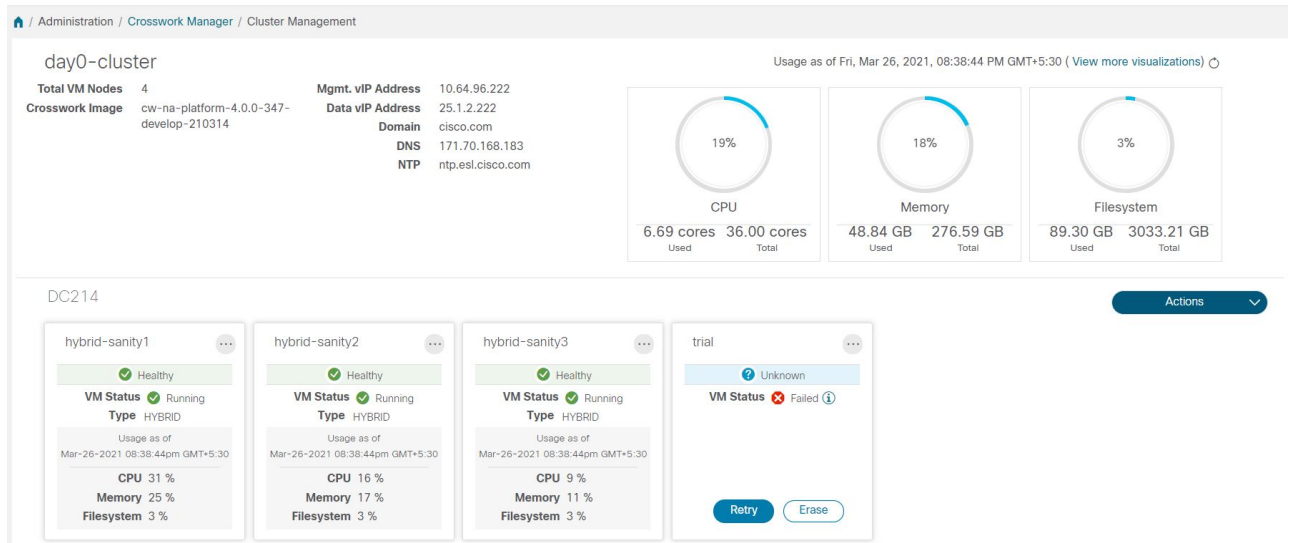 / Administration / Crosswork Manager / Cluster Management
day0-cluster
Usage as of Fri, Mar 26, 2021, 08:38:44 PM GMT+5:30 ( View more visualizations)
Total VM Nodes 4
Crosswork Image cw-na-platform-4.0.0-347-
develop-210314
Mgmt. vIP Address 10.64.96.222
Data vIP Address 25.1.2.222
Domain cisco.com
DNS 171.70.168.183
NTP ntp.esl.cisco.com
19%
CPU
6.69 cores 36.00 cores
Used Total
18%
Memory
48.84 GB 276.59 GB
Used Total
3%
Filesystem
89.30 GB 3033.21 GB
Used Total
DC214
Actions
hybrid-sanity1 ...
Healthy
VM Status Running
Type HYBRID
Usage as of
Mar-26-2021 08:38:44pm GMT+5:30
CPU 31 %
Memory 25 %
Filesystem 3 %
hybrid-sanity2 ...
Healthy
VM Status Running
Type HYBRID
Usage as of
Mar-26-2021 08:38:44pm GMT+5:30
CPU 16 %
Memory 17 %
Filesystem 3 %
hybrid-sanity3 ...
Healthy
VM Status Running
Type HYBRID
Usage as of
Mar-26-2021 08:38:44pm GMT+5:30
CPU 9 %
Memory 11 %
Filesystem 3 %
trial ...
? Unknown
VM Status Failed i
Retry Erase